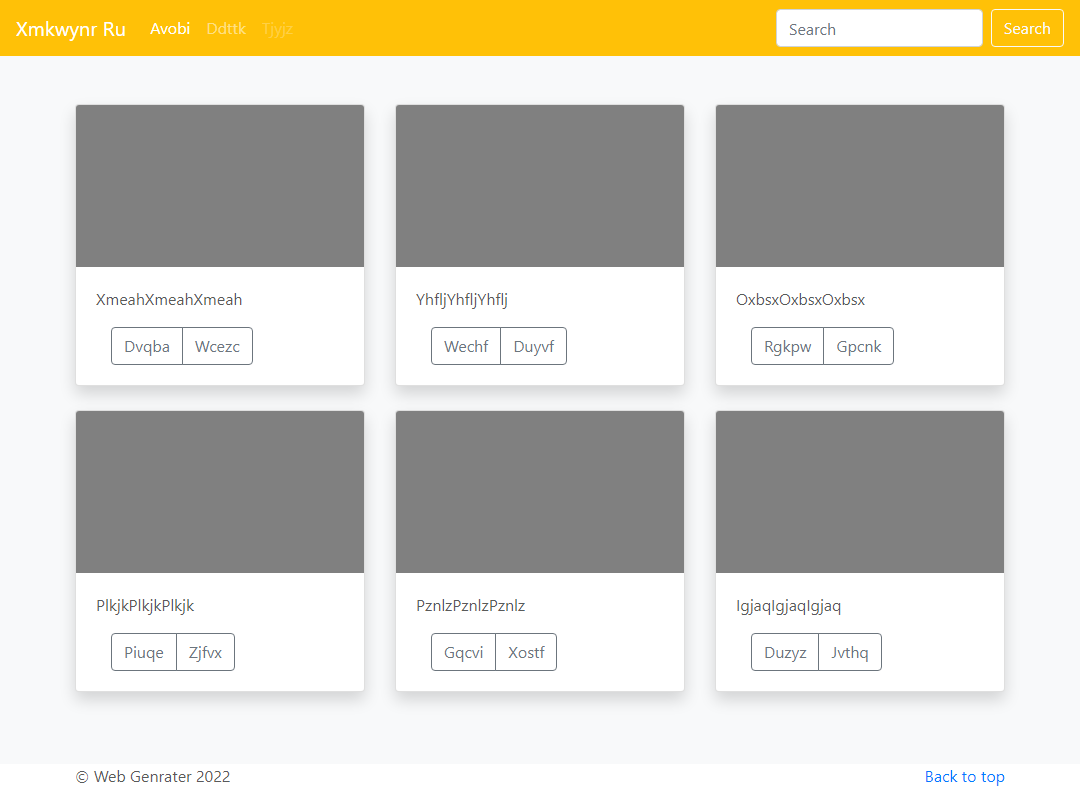 Xmkwynr Ru Avobi Ddttk Tjyjz Search Search
XmeahXmeahXmeah YhfljYhfljYhflj OxbsxOxbsxOxbsx
Dvqba Wcezc Wechf Duyvf Rgkpw Gpcnk
PlkjkPlkjkPlkjk PznlzPznlzPznlz IgjaqIgjaqIgjaq
Piuqe Zjfvx Gqcvi Xostf Duzyz Jvthq
© Web Genrater 2022 Back to top